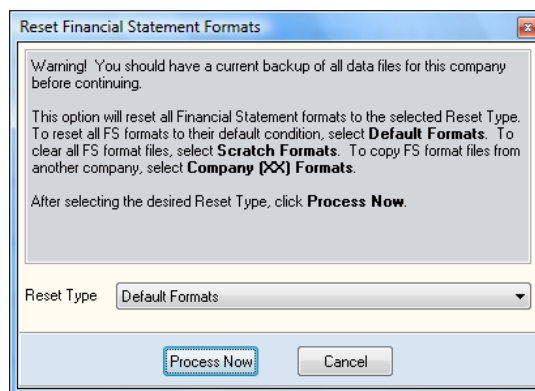 Reset Financial Statement Formats
Warning!  You should have a current backup of all data files for this company
before continuing.
This option will reset all Financial Statement formats to the selected Reset Type.
To reset all FS formats to their default condition, select Default Formats.  To
clear all FS format files, select Scratch Formats.  To copy FS format files from
another company, select Company (XX) Formats.
After selecting the desired Reset Type, click Process Now.
Reset Type
Default Formats
Process Now
Cancel